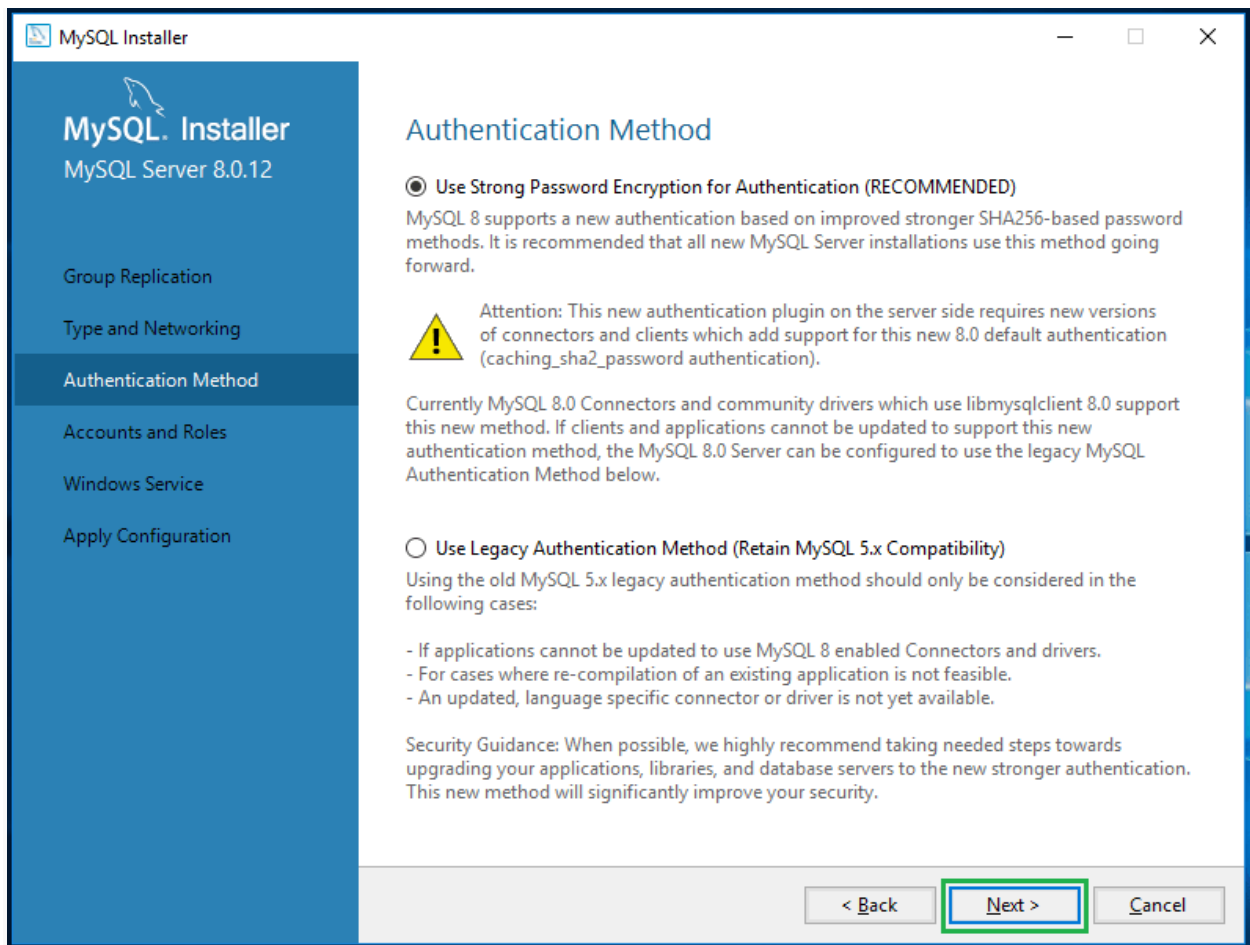 MySQL Installer
MySQL. Installer
MySQL Server 8.0.12
Group Replication
Type and Networking
Authentication Method
Accounts and Roles
Windows Service
Apply Configuration
Authentication Method
Use Strong Password Encryption for Authentication (RECOMMENDED)
MySQL 8 supports a new authentication based on improved stronger SHA256-based password
methods. It is recommended that all new MySQL Server installations use this method going
forward.
Attention: This new authentication plugin on the server side requires new versions
of connectors and clients which add support for this new 8.0 default authentication
(caching_sha2_password authentication).
Currently MySQL 8.0 Connectors and community drivers which use libmysqlclient 8.0 support
this new method. If clients and applications cannot be updated to support this new
authentication method, the MySQL 8.0 Server can be configured to use the legacy MySQL
Authentication Method below.
Use Legacy Authentication Method (Retain MySQL 5.x Compatibility)
Using the old MySQL 5.x legacy authentication method should only be considered in the
following cases:
- If applications cannot be updated to use MySQL 8 enabled Connectors and drivers.
- For cases where re-compilation of an existing application is not feasible.
- An updated, language specific connector or driver is not yet available.
Security Guidance: When possible, we highly recommend taking needed steps towards
upgrading your applications, libraries, and database servers to the new stronger authentication.
This new method will significantly improve your security.
< Back
Next >
Cancel